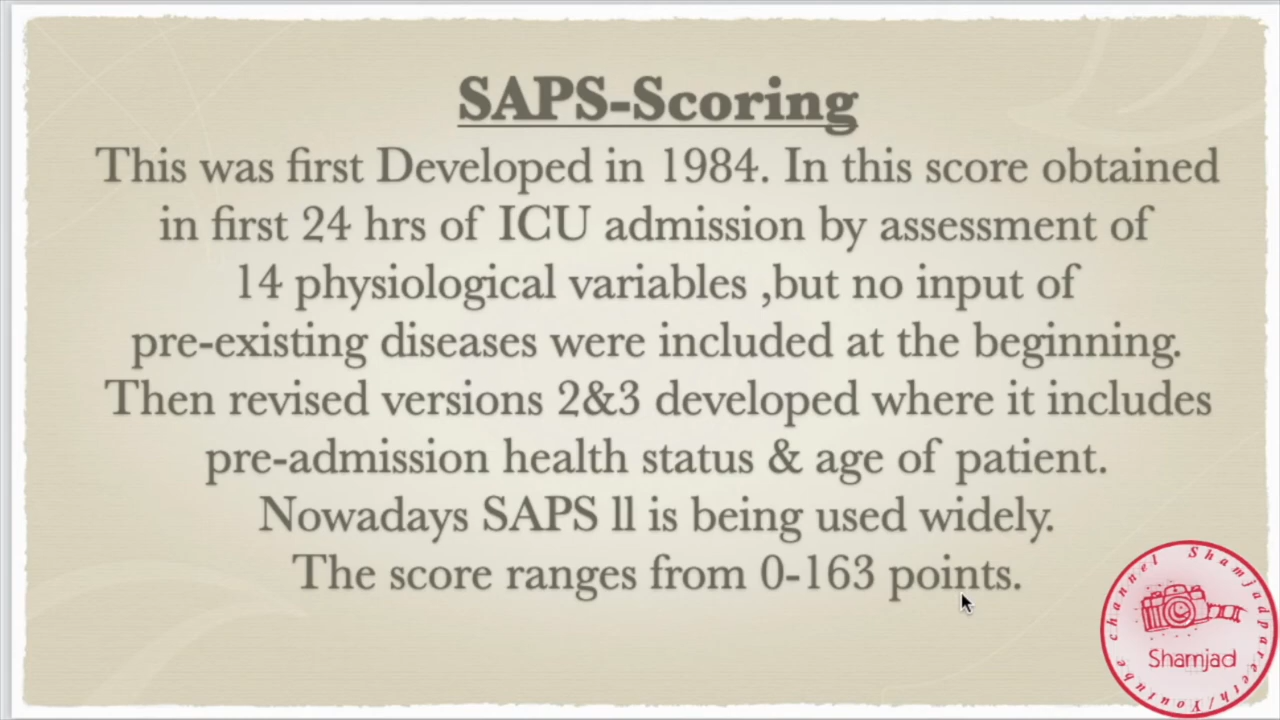 SAPS-Scoring
This was first Developed in 1984. In this score obtained
in first 24 hrs of ICU admission by assessment of
14 physiological variables ,but no input of
pre-existing diseases were included at the beginning.
Then revised versions 2&3 developed where it includes
pre-admission health status & age of patient.
Nowadays SAPS ll is being used widely.
The score ranges from 0-163 points.
Shamjadpareeth/Youtube channel
Shamjad